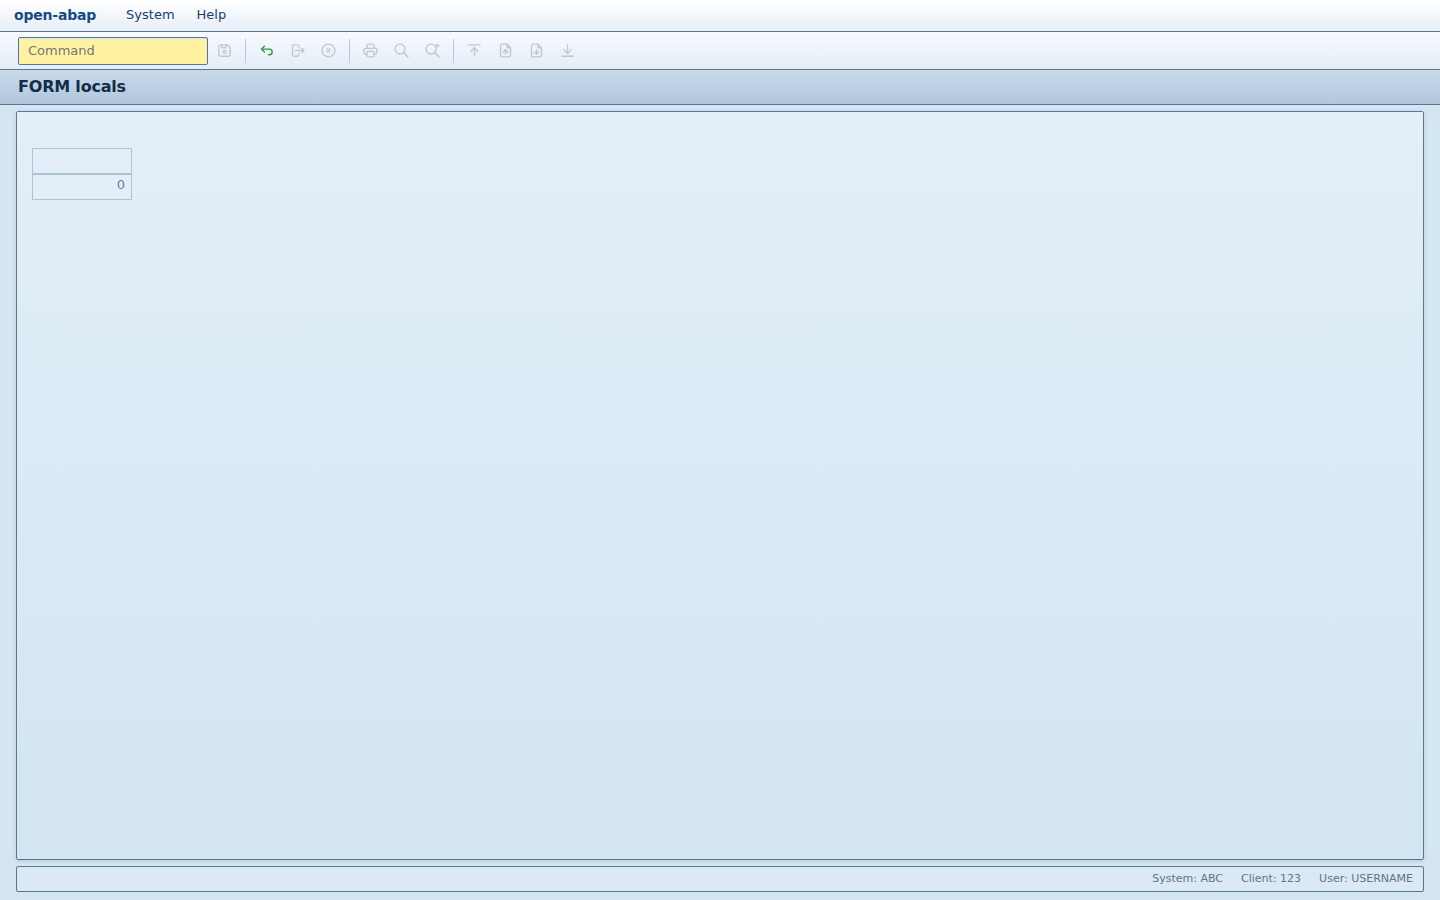 open-abap System Help
Command
FORM locals
0
System: ABC Client: 123 User: USERNAME